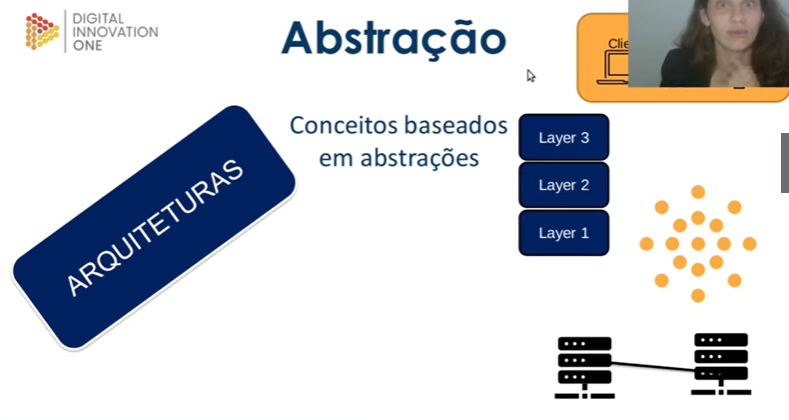 DIGITAL
INNOVATION
ONE
Abstração
Conceitos baseados
em abstrações
ARQUITETURAS
Layer 3
Layer 2
Layer 1